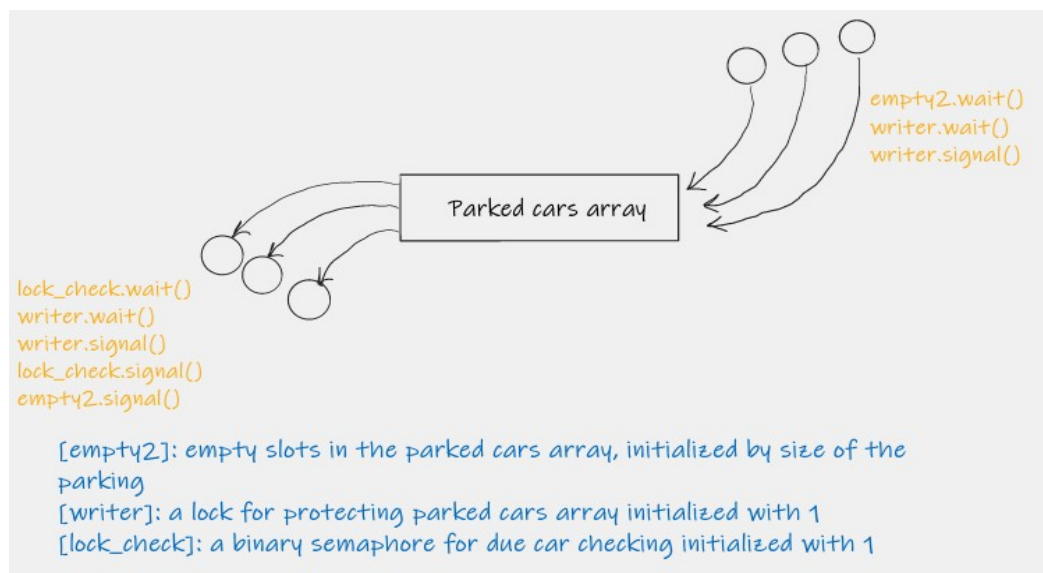 empty2.wait()
writer.wait()
writer.signal()
Parked cars array
lock_check.wait()
writer.wait()
writer.signal()
lock_check.signal()
empty2.signal()
[empty2]: empty slots in the parked cars array, initialized by size of the
parking
[writer]: a lock for protecting parked cars array initialized with 1
[lock_check]: a binary semaphore for due car checking initialized with 1